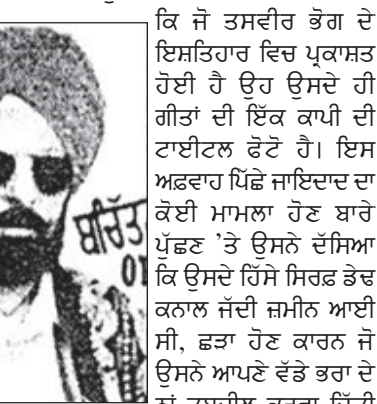 ਬਚਿੱਤ
ਕਿ ਜੋ ਤਸਵੀਰ ਭੋਗ ਦੇ
ਇਸ਼ਤਿਹਾਰ ਵਿਚ ਪ੍ਰਕਾਸ਼ਤ
ਹੋਈ ਹੈ ਉਹ ਉਸਦੇ ਹੀ
ਗੀਤਾਂ ਦੀ ਇੱਕ ਕਾਪੀ ਦੀ
ਟਾਈਟਲ ਫੋਟੋ ਹੈ। ਇਸ
ਅਫ਼ਵਾਹ ਪਿੱਛੇ ਜਾਇਦਾਦ ਦਾ
ਕੋਈ ਮਾਮਲਾ ਹੋਣ ਬਾਰੇ
ਪੁੱਛਣ ’ਤੇ ਉਸਨੇ ਦੱਸਿਆ
ਕਿ ਉਸਦੇ ਹਿੱਸੇ ਸਿਰਫ਼ ਡੇਢ
ਕਨਾਲ ਜੱਦੀ ਜ਼ਮੀਨ ਆਈ
ਸੀ, ਛੜਾ ਹੋਣ ਕਾਰਨ ਜੋ
ਉਸਨੇ ਆਪਣੇ ਵੱਡੇ ਭਰਾ ਦੇ